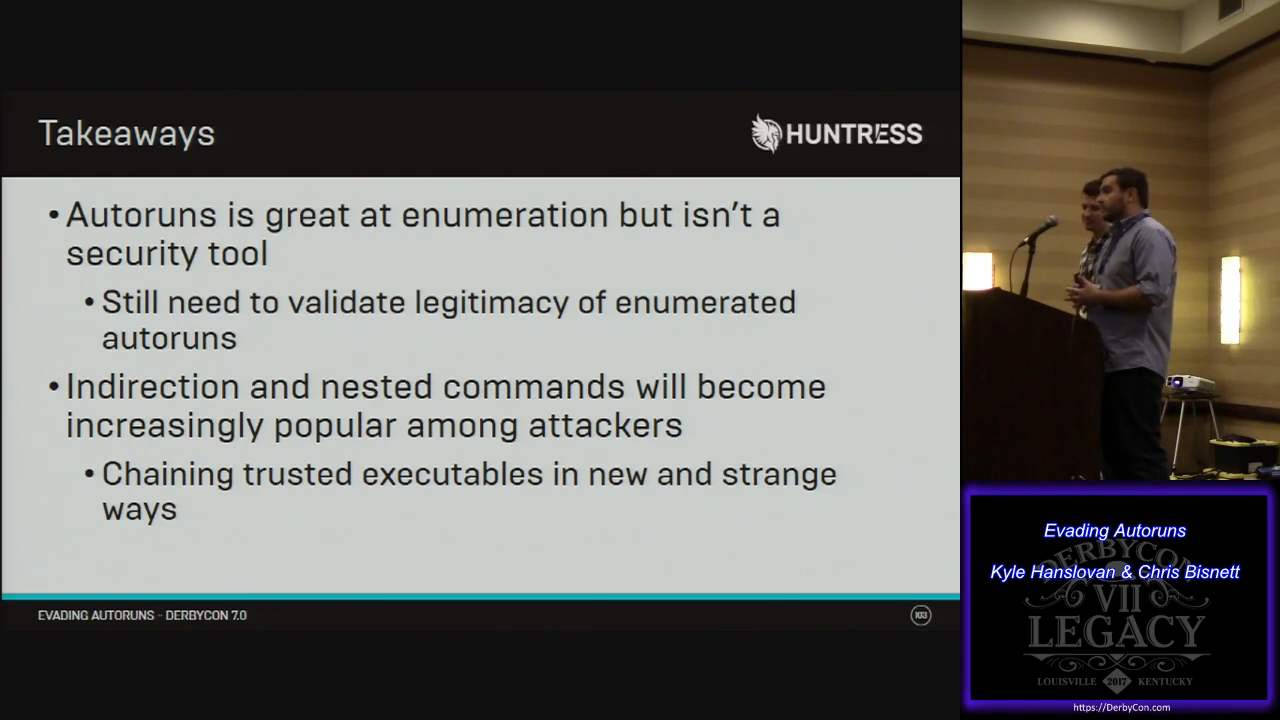 Takeaways
HUNTRESS
• Autoruns is great at enumeration but isn't a
security tool
• Still need to validate legitimacy of enumerated
autoruns
• Indirection and nested commands will become
increasingly popular among attackers
• Chaining trusted executables in new and strange
ways
EVADING AUTORUNS - DERBYCON 7.0
103
Evading Autoruns
Kyle Hanslovan & Chris Bisnett
DERBYCON
VII
LEGACY
LOUISVILLE 2017 KENTUCKY
https://DerbyCon.com